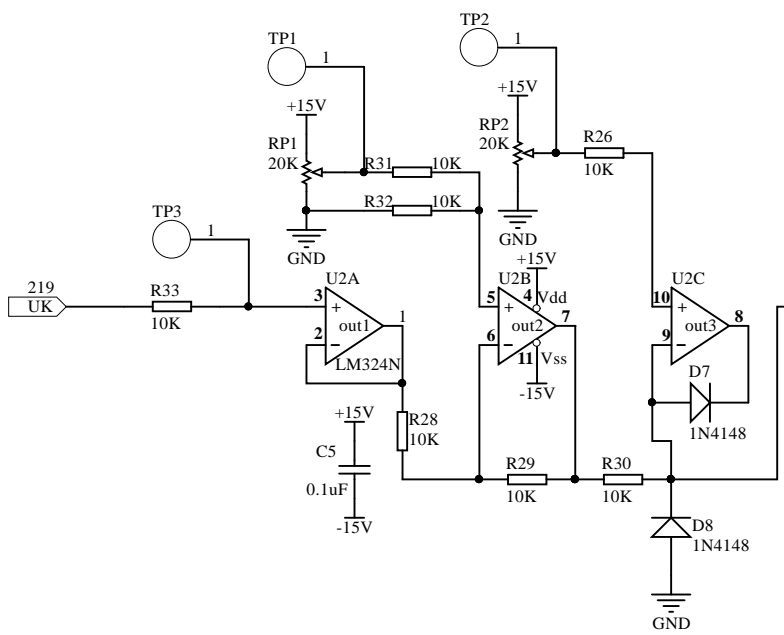 TP1
1
TP2
1
+15V
RP1
20K
R31
10K
R32
10K
GND
+15V
RP2
20K
R26
10K
GND
TP3
1
219
UK
R33
10K
U2A
3
2
+
−
out1
1
LM324N
U2B
+15V
4
Vdd
5
6
+
−
out2
7
11
Vss
-15V
U2C
10
9
+
−
out3
8
D7
1N4148
R28
10K
+15V
C5
0.1uF
-15V
R29
10K
R30
10K
D8
1N4148
GND